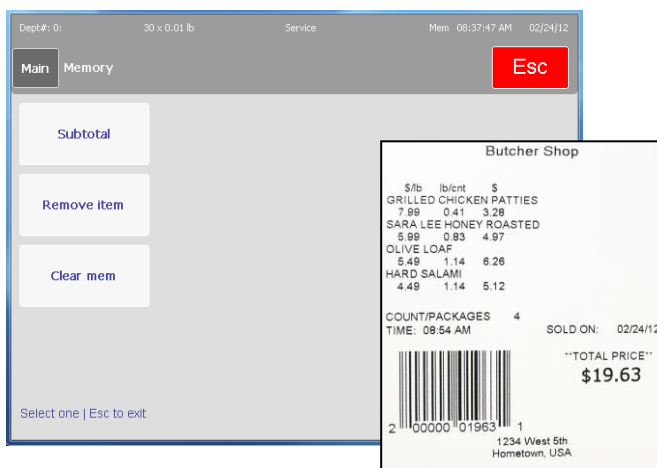 Dept#: 0: 30 x 0.01 lb Service Mem 08:37:47 AM 02/24/12
Main Memory Esc
Subtotal
Remove item
Clear mem
Select one | Esc to exit
Butcher Shop
$/lb lb/cnt $
GRILLED CHICKEN PATTIES
7.99 0.41 3.28
SARA LEE HONEY ROASTED
5.99 0.83 4.97
OLIVE LOAF
5.49 1.14 6.26
HARD SALAMI
4.49 1.14 5.12
COUNT/PACKAGES 4
TIME: 08:54 AM SOLD ON: 02/24/12
**TOTAL PRICE**
$19.63
2 00000 01963 1
1234 West 5th
Hometown, USA